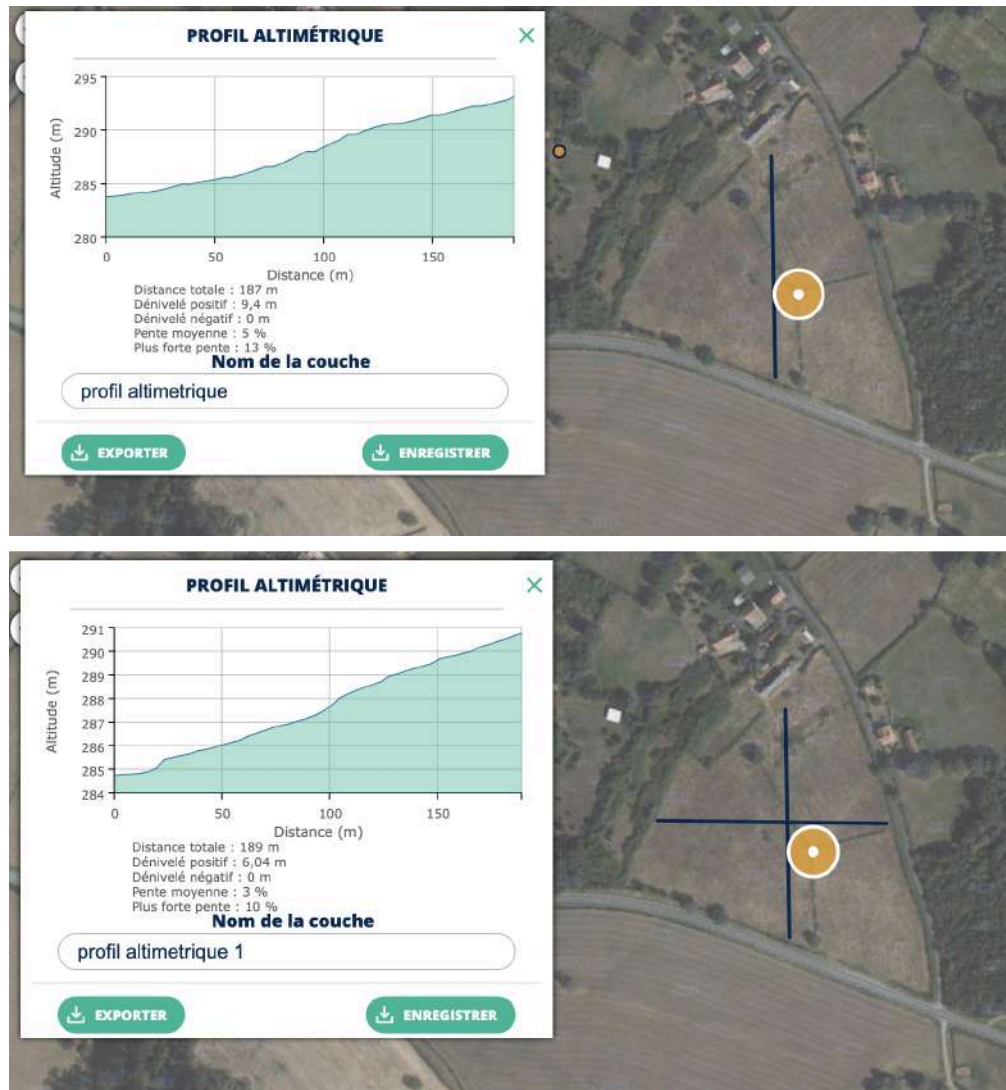 PROFIL ALTIMÉTRIQUE
295
290
285
280
Altitude (m)
0 50 100 150
Distance (m)
Distance totale : 187 m
Dénivelé positif : 9,4 m
Dénivelé négatif : 0 m
Pente moyenne : 5 %
Plus forte pente : 13 %
Nom de la couche
profil altimetrique
EXPORTER
ENREGISTRER
PROFIL ALTIMÉTRIQUE
291
290
289
288
287
286
285
284
Altitude (m)
0 50 100 150
Distance (m)
Distance totale : 189 m
Dénivelé positif : 6,04 m
Dénivelé négatif : 0 m
Pente moyenne : 3 %
Plus forte pente : 10 %
Nom de la couche
profil altimetrique 1
EXPORTER
ENREGISTRER